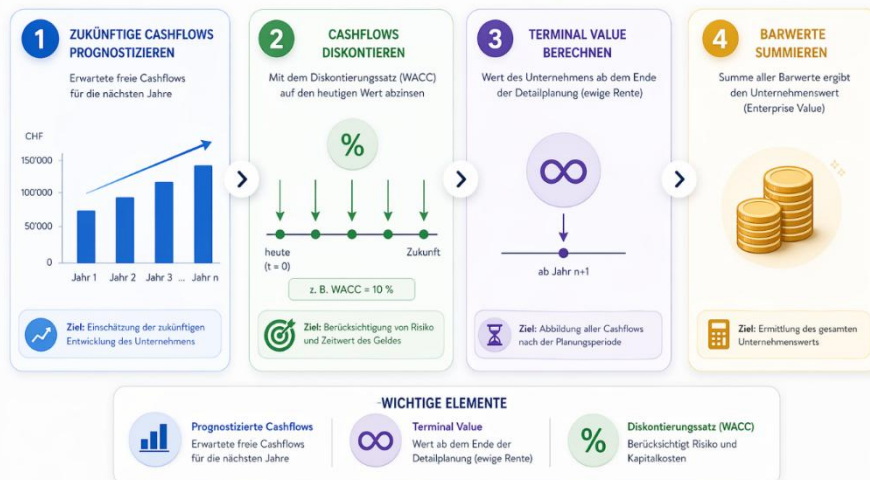 1
ZUKÜNFTIGE CASHFLOWS
PROGNOSTIZIEREN
Erwartete freie Cashflows
für die nächsten Jahre
CHF
150'000
100'000
50'000
0
Jahr 1 Jahr 2 Jahr 3 ... Jahr n
Ziel: Einschätzung der zukünftigen
Entwicklung des Unternehmens
2
CASHFLOWS
DISKONTIEREN
Mit dem Diskontierungssatz (WACC)
auf den heutigen Wert abzinsen
%
heute
(t = 0)
Zukunft
z. B. WACC = 10 %
Ziel: Berücksichtigung von Risiko
und Zeitwert des Geldes
3
TERMINAL VALUE
BERECHNEN
Wert des Unternehmens ab dem Ende
der Detailplanung (ewige Rente)
∞
ab Jahr n+1
Ziel: Abbildung aller Cashflows
nach der Planungsperiode
4
BARWERTE
SUMMIEREN
Summe aller Barwerte ergibt
den Unternehmenswert
(Enterprise Value)
Ziel: Ermittlung des gesamten
Unternehmenswerts
WICHTIGE ELEMENTE
Prognostizierte Cashflows
Erwartete freie Cashflows
für die nächsten Jahre
∞
Terminal Value
Wert ab dem Ende der
Detailplanung (ewige Rente)
%
Diskontierungssatz (WACC)
Berücksichtigt Risiko und
Kapitalkosten